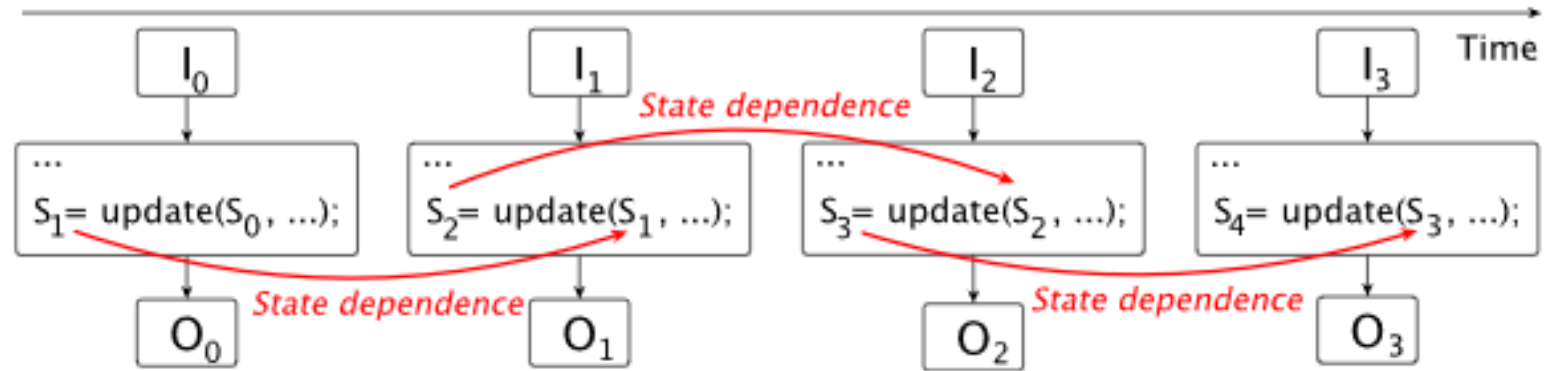 Time
I0
I1
I2
I3
State dependence
...
S1= update(S0, ...);
...
S2= update(S1, ...);
...
S3= update(S2, ...);
...
S4= update(S3, ...);
State dependence
State dependence
O0
O1
O2
O3